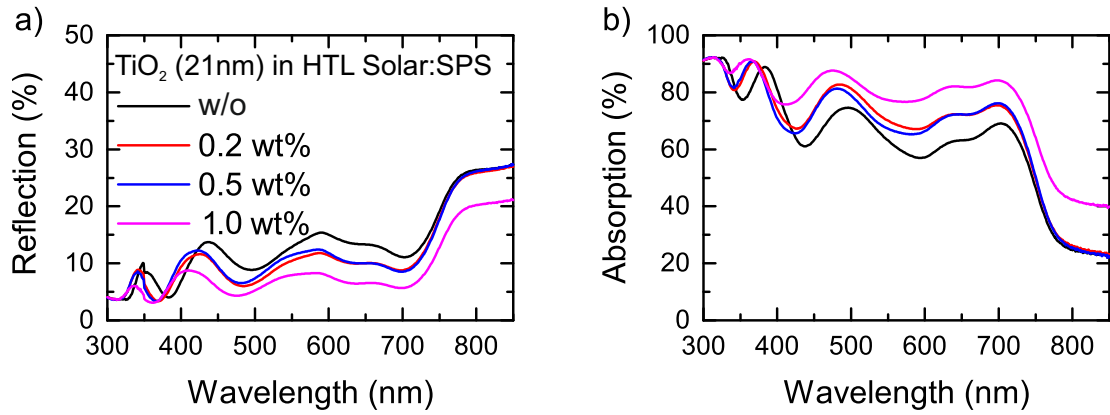 a)
50
40
30
20
10
0
Reflection (%)
TiO₂ (21nm) in HTL Solar:SPS
w/o
0.2 wt%
0.5 wt%
1.0 wt%
300 400 500 600 700 800
Wavelength (nm)
b)
100
80
60
40
20
0
Absorption (%)
300 400 500 600 700 800
Wavelength (nm)